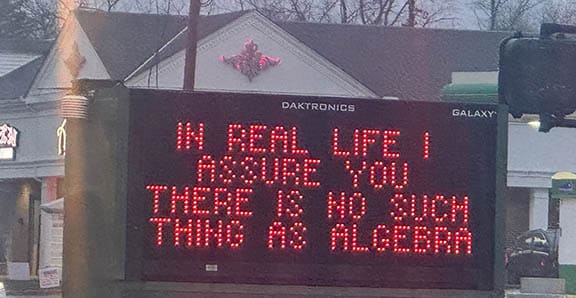 DAKTRONICS
GALAXY
IN REAL LIFE I
ASSURE YOU
THERE IS NO SUCH
THING AS ALGEBRA